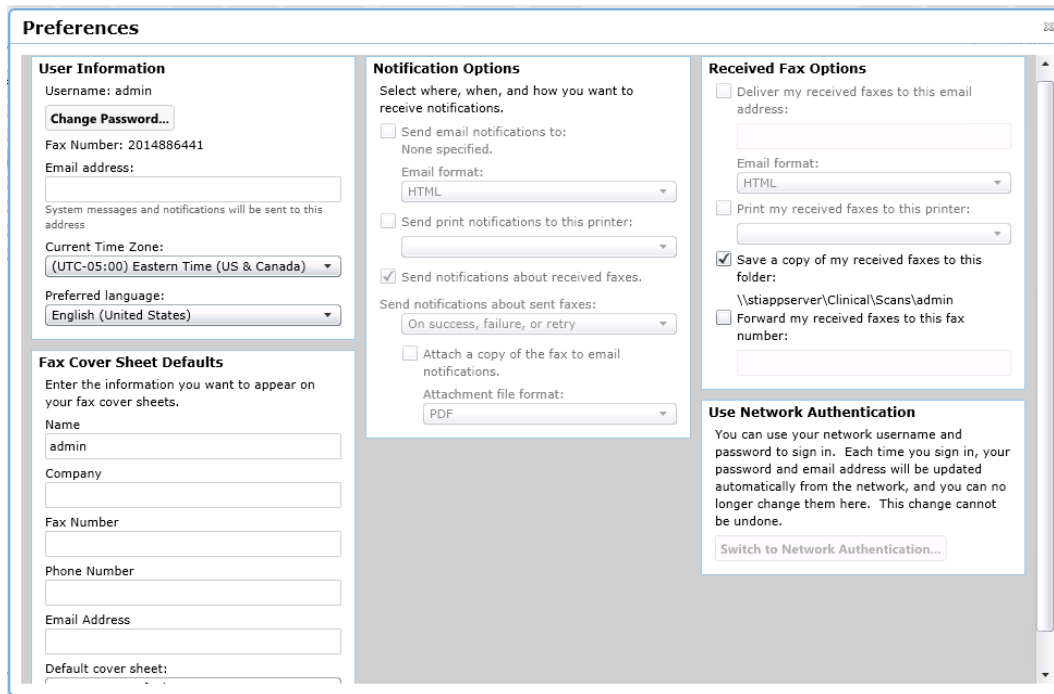 Preferences
User Information
Username: admin
Change Password...
Fax Number: 2014886441
Email address:
System messages and notifications will be sent to this
address
Current Time Zone:
(UTC-05:00) Eastern Time (US & Canada)
Preferred language:
English (United States)
Fax Cover Sheet Defaults
Enter the information you want to appear on
your fax cover sheets.
Name
admin
Company
Fax Number
Phone Number
Email Address
Default cover sheet:
Notification Options
Select where, when, and how you want to
receive notifications.
Send email notifications to:
None specified.
Email format:
HTML
Send print notifications to this printer:
Send notifications about received faxes.
Send notifications about sent faxes:
On success, failure, or retry
Attach a copy of the fax to email
notifications.
Attachment file format:
PDF
Received Fax Options
Deliver my received faxes to this email
address:
Email format:
HTML
Print my received faxes to this printer:
Save a copy of my received faxes to this
folder:
\\stiappserver\Clinical\Scans\admin
Forward my received faxes to this fax
number:
Use Network Authentication
You can use your network username and
password to sign in.  Each time you sign in, your
password and email address will be updated
automatically from the network, and you can no
longer change them here.  This change cannot
be undone.
Switch to Network Authentication...